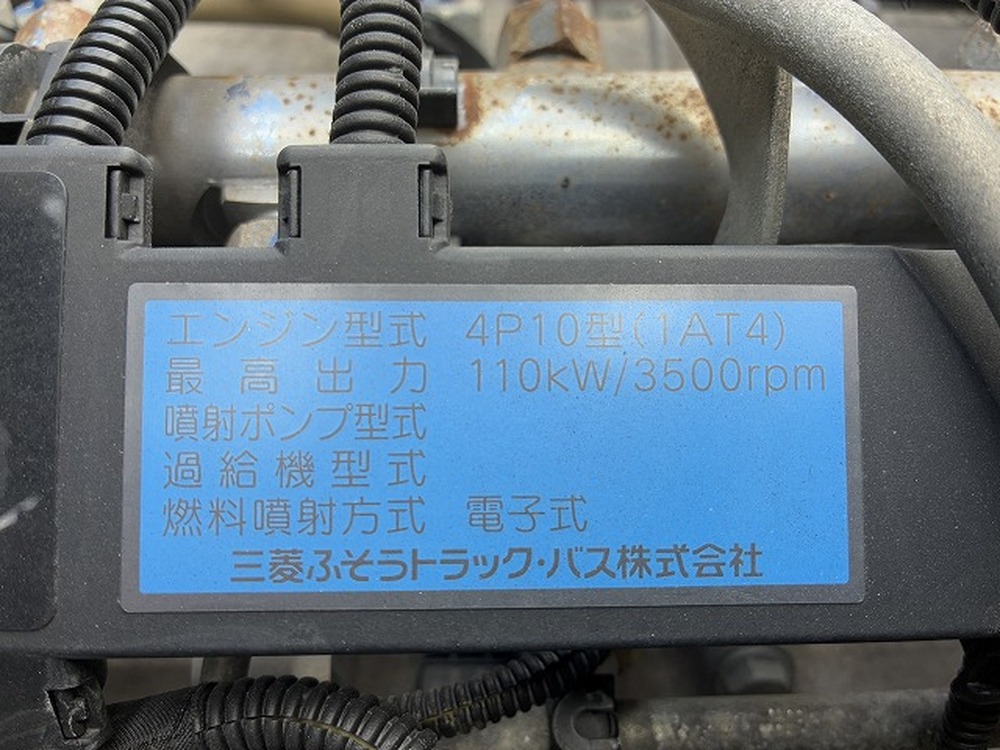 エンジン型式 4P10型(1AT4)
最高出力 110kW/3500rpm
噴射ポンプ型式
過給機型式
燃料噴射方式 電子式
三菱ふそうトラック・バス株式会社